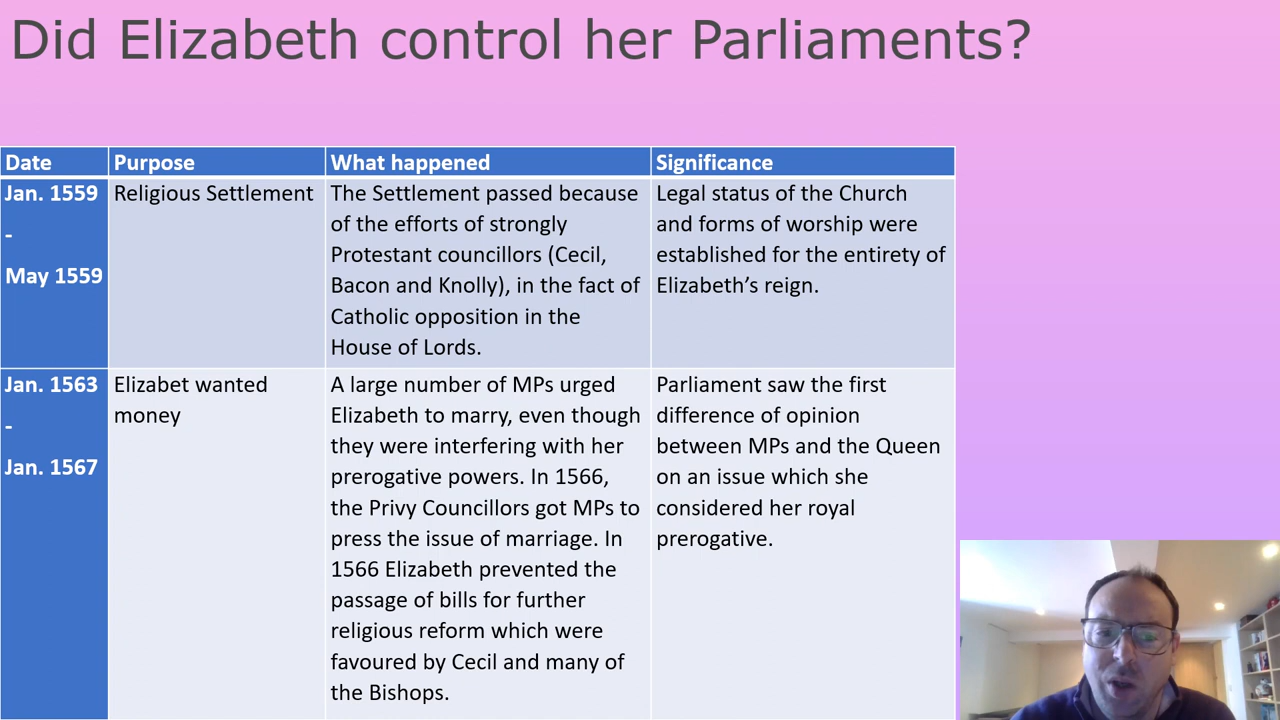 Did Elizabeth control her Parliaments?
Date
Purpose
What happened
Significance
Jan. 1559
-
May 1559
Religious Settlement
The Settlement passed because
of the efforts of strongly
Protestant councillors (Cecil,
Bacon and Knolly), in the fact of
Catholic opposition in the
House of Lords.
Legal status of the Church
and forms of worship were
established for the entirety of
Elizabeth’s reign.
Jan. 1563
-
Jan. 1567
Elizabet wanted
money
A large number of MPs urged
Elizabeth to marry, even though
they were interfering with her
prerogative powers. In 1566,
the Privy Councillors got MPs to
press the issue of marriage. In
1566 Elizabeth prevented the
passage of bills for further
religious reform which were
favoured by Cecil and many of
the Bishops.
Parliament saw the first
difference of opinion
between MPs and the Queen
on an issue which she
considered her royal
prerogative.